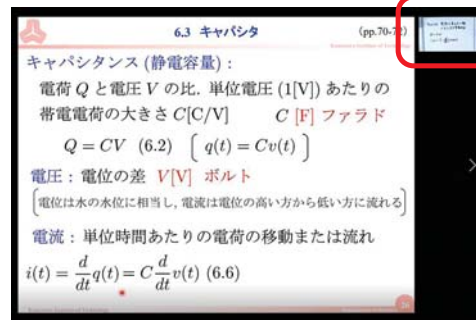 6.3 キャパシタ
(pp.70-72)
キャパシタンス (静電容量) :
電荷 Q と電圧 V の比. 単位電圧 (1[V]) あたりの
帯電電荷の大きさ C[C/V] C [F] ファラド
Q = CV (6.2) ( q(t) = Cv(t) )
電圧 : 電位の差 V[V] ボルト
(電位は水の水位に相当し, 電流は電位の高い方から低い方に流れる)
電流 : 単位時間あたりの電荷の移動または流れ
i(t) = d/dt q(t) = C d/dt v(t) (6.6)